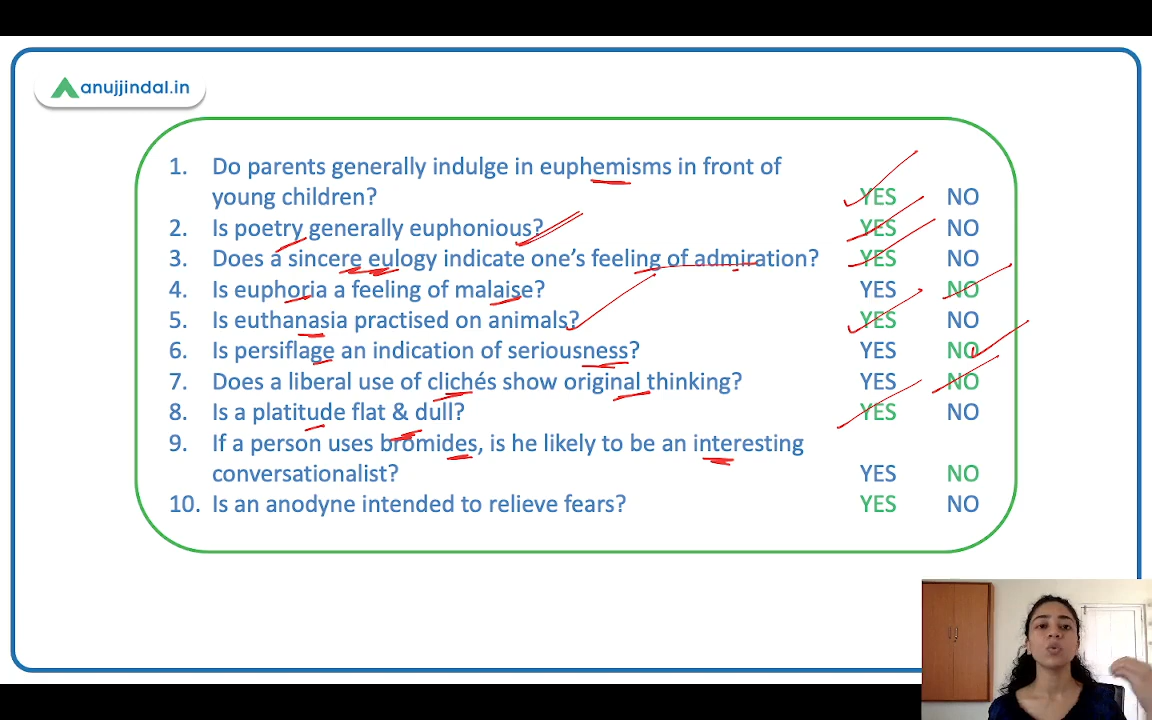 anujjindal.in
1. Do parents generally indulge in euphemisms in front of
young children? YES NO
2. Is poetry generally euphonious? YES NO
3. Does a sincere eulogy indicate one's feeling of admiration? YES NO
4. Is euphoria a feeling of malaise? YES NO
5. Is euthanasia practised on animals? YES NO
6. Is persiflage an indication of seriousness? YES NO
7. Does a liberal use of clichés show original thinking? YES NO
8. Is a platitude flat & dull? YES NO
9. If a person uses bromides, is he likely to be an interesting
conversationalist? YES NO
10. Is an anodyne intended to relieve fears? YES NO